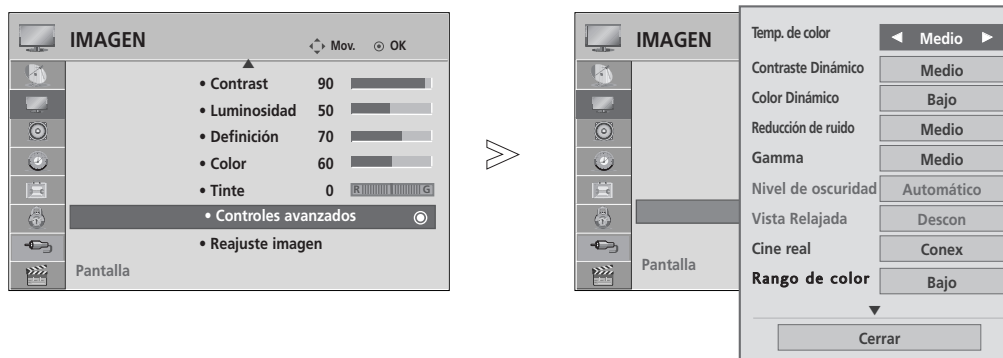 IMAGEN
Mov. OK
• Contrast 90
• Luminosidad 50
• Definición 70
• Color 60
• Tinte 0 R G
• Controles avanzados
• Reajuste imagen
Pantalla
IMAGEN
Pantalla
Temp. de color Medio
Contraste Dinámico Medio
Color Dinámico Bajo
Reducción de ruido Medio
Gamma Medio
Nivel de oscuridad Automático
Vista Relajada Descon
Cine real Conex
Rango de color Bajo
Cerrar